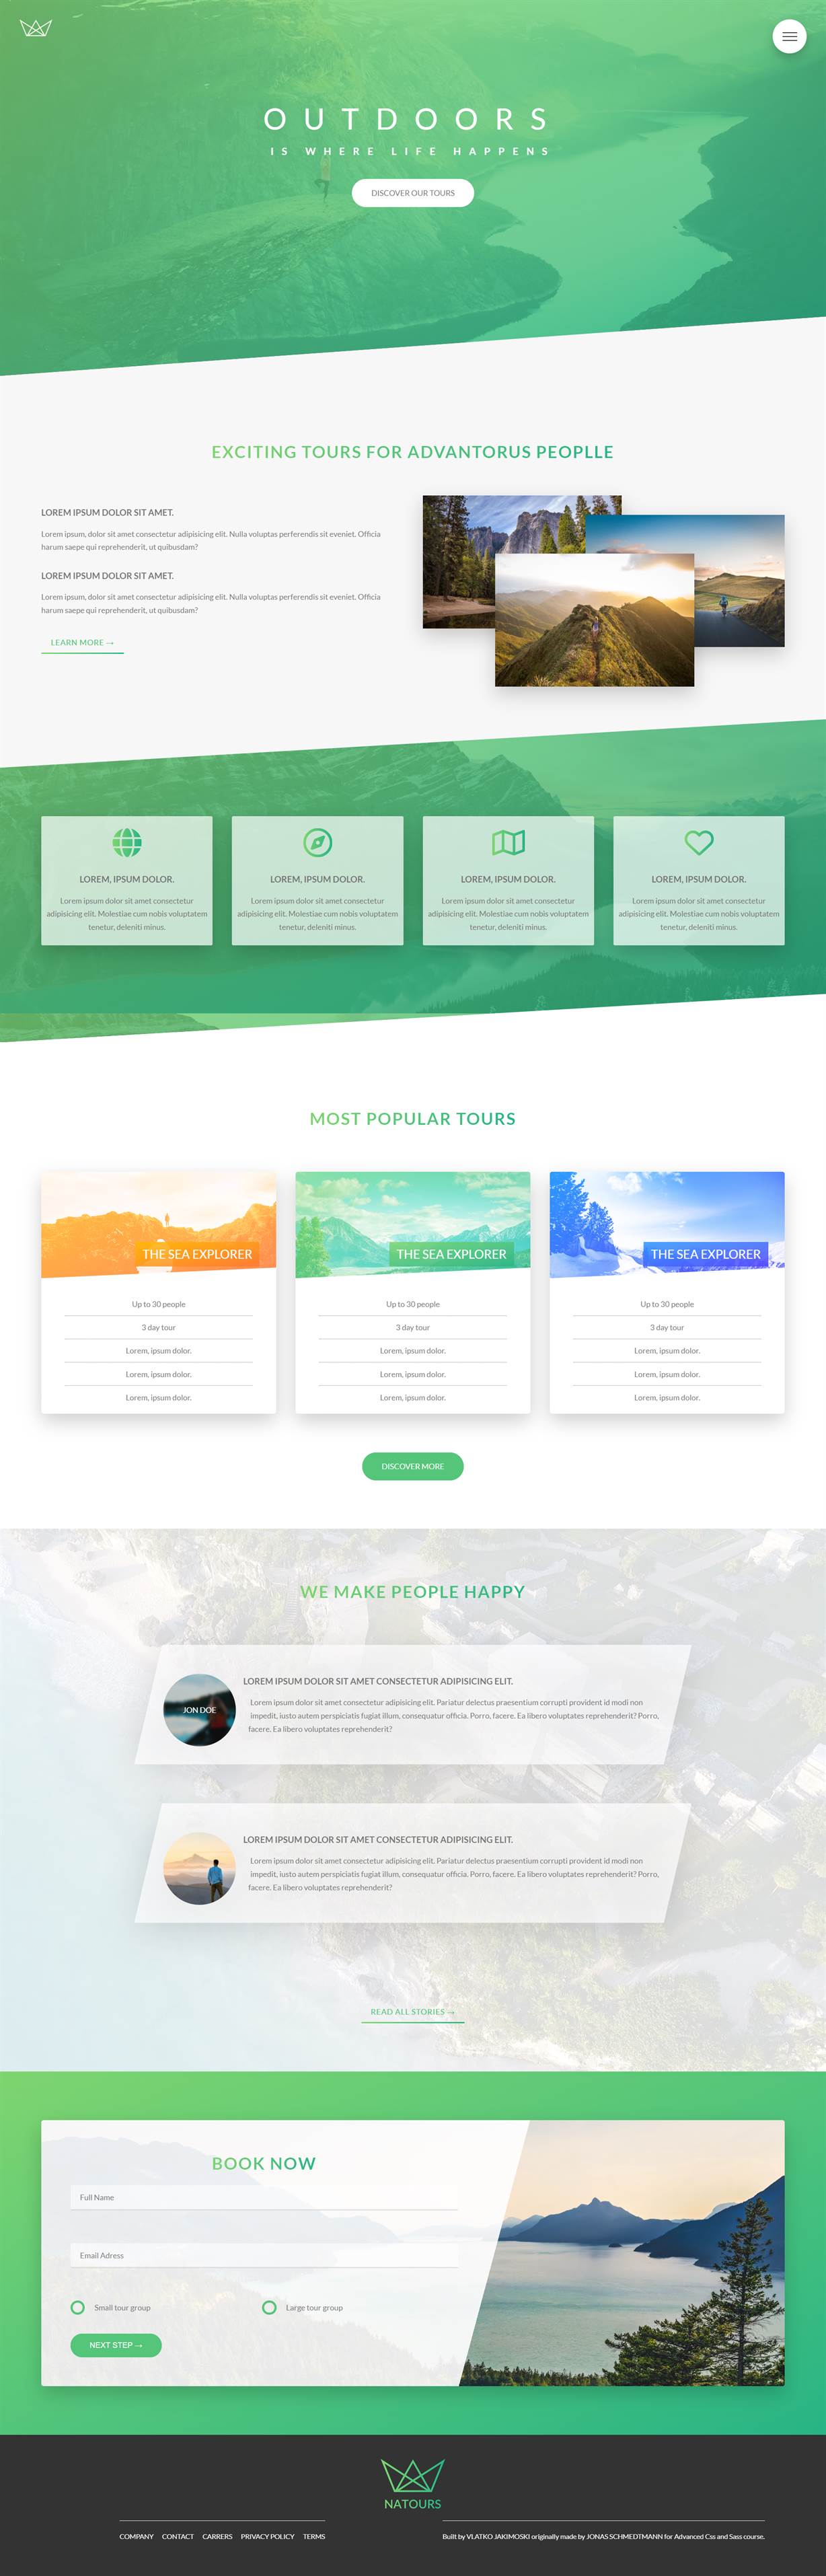 OUTDOORS
IS WHERE LIFE HAPPENS
DISCOVER OUR TOURS
EXCITING TOURS FOR ADVANTORUS PEOPLLE
LOREM IPSUM DOLOR SIT AMET.
Lorem ipsum, dolor sit amet consectetur adipisicing elit. Nulla voluptas perferendis sit eveniet. Officia
harum saepe qui reprehenderit, ut quibusdam?
LOREM IPSUM DOLOR SIT AMET.
Lorem ipsum, dolor sit amet consectetur adipisicing elit. Nulla voluptas perferendis sit eveniet. Officia
harum saepe qui reprehenderit, ut quibusdam?
LEARN MORE →
LOREM, IPSUM DOLOR.
Lorem ipsum dolor sit amet consectetur
adipisicing elit. Molestiae cum nobis voluptatem
tenetur, deleniti minus.
LOREM, IPSUM DOLOR.
Lorem ipsum dolor sit amet consectetur
adipisicing elit. Molestiae cum nobis voluptatem
tenetur, deleniti minus.
LOREM, IPSUM DOLOR.
Lorem ipsum dolor sit amet consectetur
adipisicing elit. Molestiae cum nobis voluptatem
tenetur, deleniti minus.
LOREM, IPSUM DOLOR.
Lorem ipsum dolor sit amet consectetur
adipisicing elit. Molestiae cum nobis voluptatem
tenetur, deleniti minus.
MOST POPULAR TOURS
THE SEA EXPLORER
Up to 30 people
3 day tour
Lorem, ipsum dolor.
Lorem, ipsum dolor.
Lorem, ipsum dolor.
THE SEA EXPLORER
Up to 30 people
3 day tour
Lorem, ipsum dolor.
Lorem, ipsum dolor.
Lorem, ipsum dolor.
THE SEA EXPLORER
Up to 30 people
3 day tour
Lorem, ipsum dolor.
Lorem, ipsum dolor.
Lorem, ipsum dolor.
DISCOVER MORE
WE MAKE PEOPLE HAPPY
JON DOE
LOREM IPSUM DOLOR SIT AMET CONSECTETUR ADIPISICING ELIT.
Lorem ipsum dolor sit amet consectetur adipisicing elit. Pariatur delectus praesentium corrupti provident id modi non
impedit, iusto autem perspiciatis fugiat illum, consequatur officia. Porro, facere. Ea libero voluptates reprehenderit? Porro,
facere. Ea libero voluptates reprehenderit?
LOREM IPSUM DOLOR SIT AMET CONSECTETUR ADIPISICING ELIT.
Lorem ipsum dolor sit amet consectetur adipisicing elit. Pariatur delectus praesentium corrupti provident id modi non
impedit, iusto autem perspiciatis fugiat illum, consequatur officia. Porro, facere. Ea libero voluptates reprehenderit? Porro,
facere. Ea libero voluptates reprehenderit?
READ ALL STORIES →
BOOK NOW
Full Name
Email Adress
Small tour group
Large tour group
NEXT STEP →
NATOURS
COMPANY CONTACT CARRERS PRIVACY POLICY TERMS
Built by VLATKO JAKIMOSKI originally made by JONAS SCHMEDTMANN for Advanced Css and Sass course.